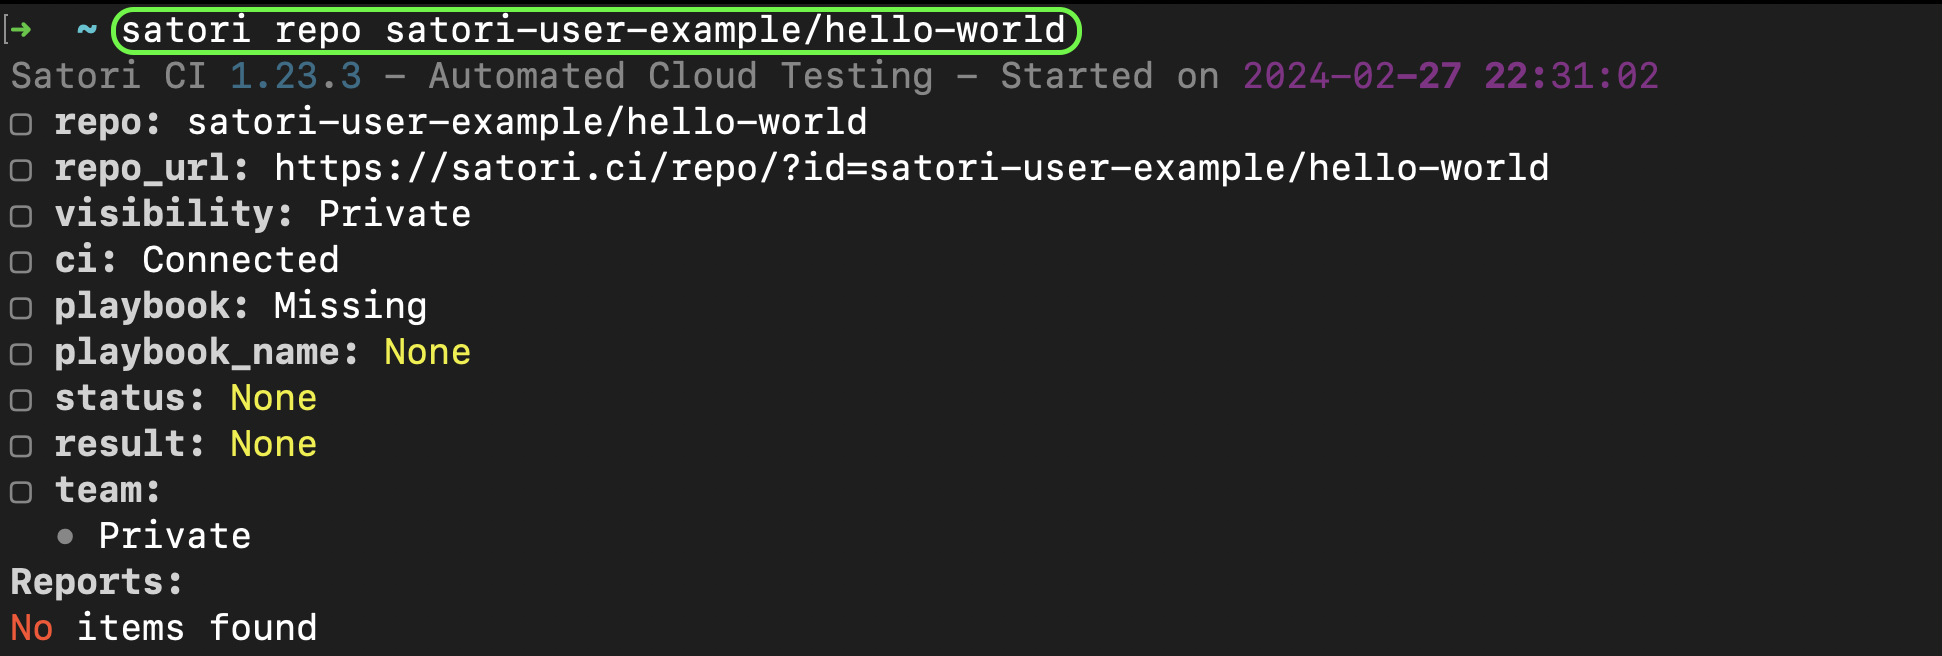 ➜ ~ satori repo satori-user-example/hello-world
Satori CI 1.23.3 – Automated Cloud Testing – Started on 2024-02-27 22:31:02
▢ repo: satori-user-example/hello-world
▢ repo_url: https://satori.ci/repo/?id=satori-user-example/hello-world
▢ visibility: Private
▢ ci: Connected
▢ playbook: Missing
▢ playbook_name: None
▢ status: None
▢ result: None
▢ team:
• Private
Reports:
No items found